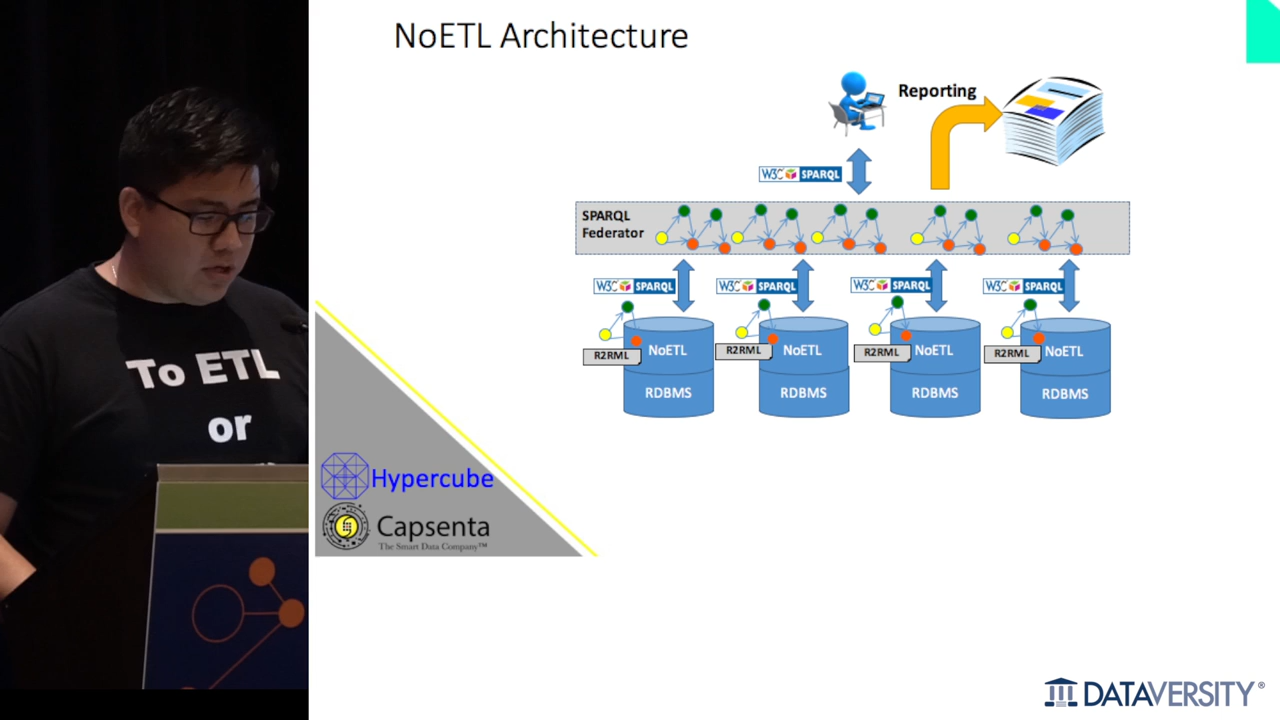 NoETL Architecture
Reporting
W3C SPARQL
SPARQL
Federator
W3C SPARQL
W3C SPARQL
W3C SPARQL
W3C SPARQL
R2RML
R2RML
R2RML
R2RML
NoETL
NoETL
NoETL
NoETL
RDBMS
RDBMS
RDBMS
RDBMS
To ETL
or
Hypercube
Capsenta
The Smart Data Company™
DATAVERSITY®